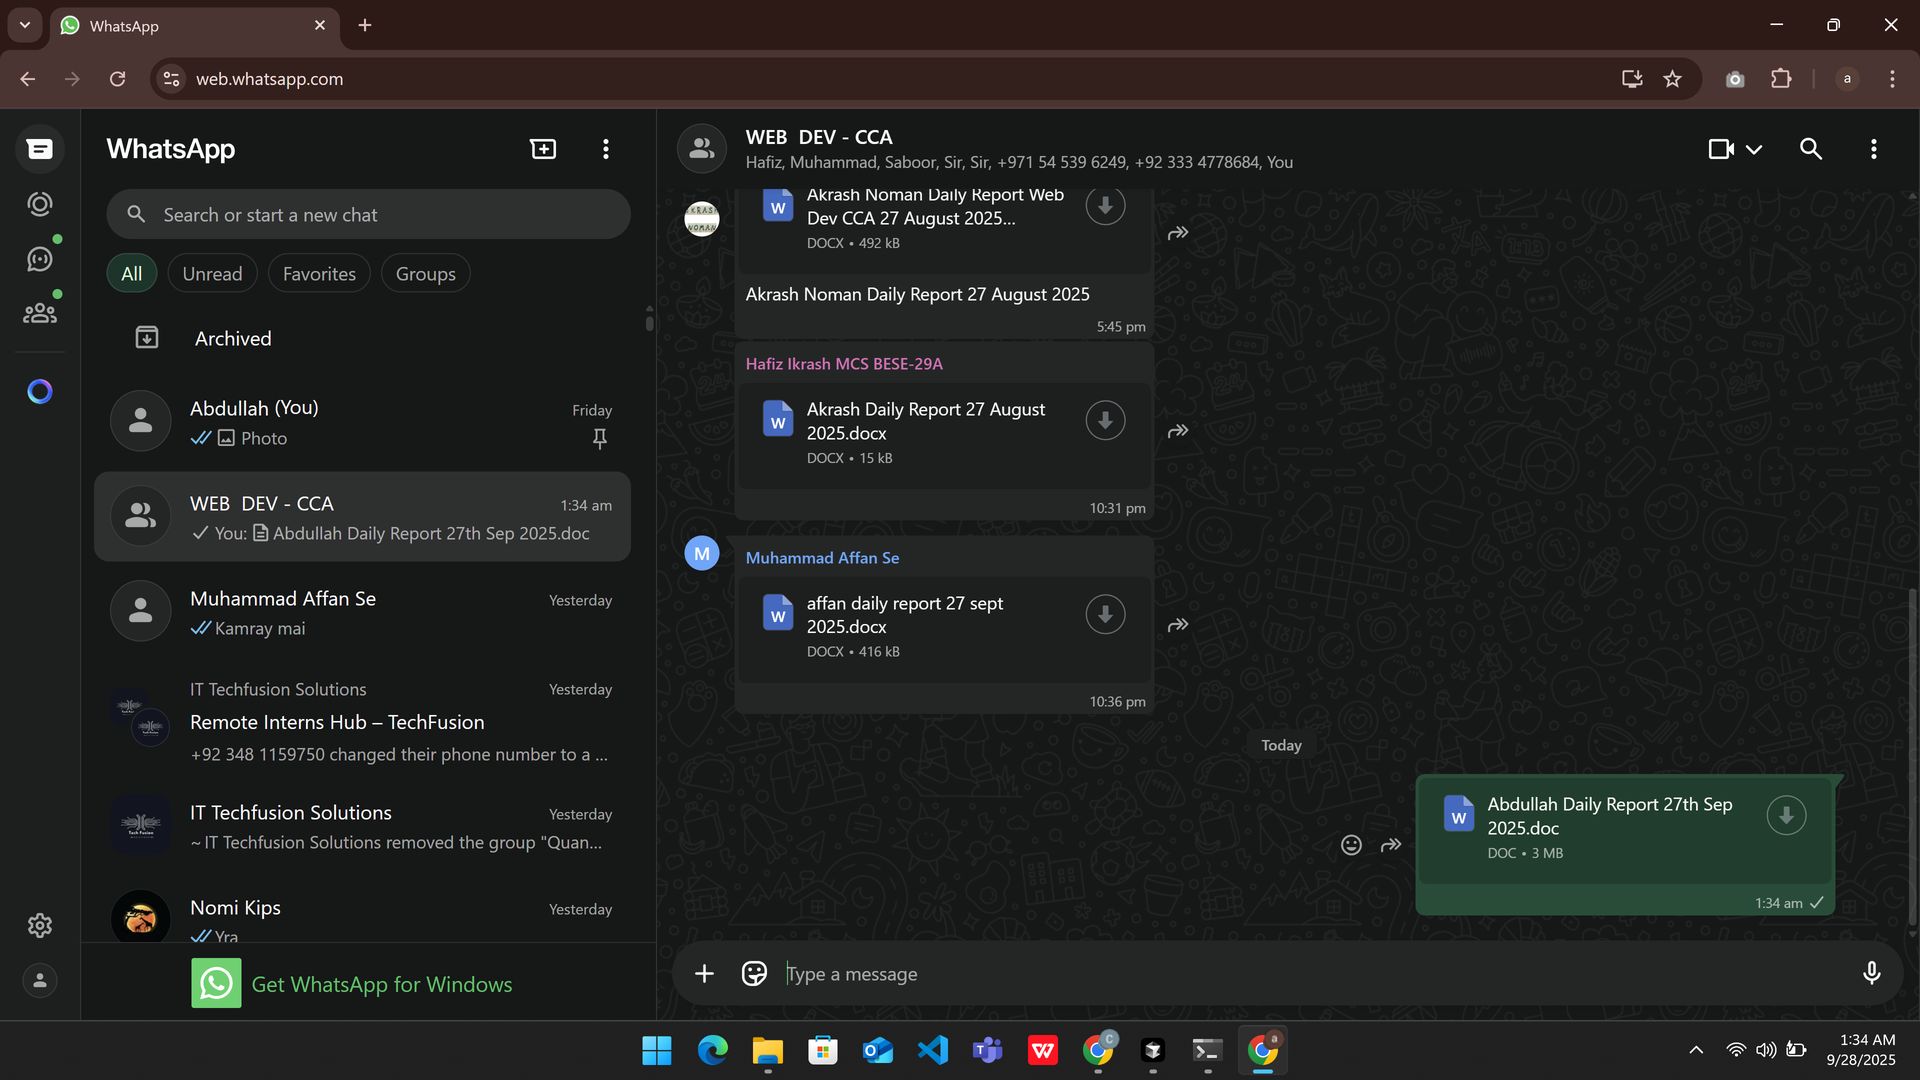 WhatsApp
web.whatsapp.com
a
WhatsApp
Search or start a new chat
All
Unread
Favorites
Groups
Archived
Abdullah (You)
Friday
Photo
WEB DEV - CCA
1:34 am
You: Abdullah Daily Report 27th Sep 2025.doc
Muhammad Affan Se
Yesterday
Kamray mai
IT Techfusion Solutions
Yesterday
Remote Interns Hub – TechFusion
+92 348 1159750 changed their phone number to a ...
IT Techfusion Solutions
Yesterday
~ IT Techfusion Solutions removed the group "Quan...
Tech Fusion
Nomi Kips
Yesterday
Yra
Get WhatsApp for Windows
WEB DEV - CCA
Hafiz, Muhammad, Saboor, Sir, Sir, +971 54 539 6249, +92 333 4778684, You
W
Akrash Noman Daily Report Web
Dev CCA 27 August 2025...
DOCX • 492 kB
Akrash Noman Daily Report 27 August 2025
5:45 pm
Hafiz Ikrash MCS BESE-29A
W
Akrash Daily Report 27 August
2025.docx
DOCX • 15 kB
10:31 pm
M
Muhammad Affan Se
W
affan daily report 27 sept
2025.docx
DOCX • 416 kB
10:36 pm
Today
W
Abdullah Daily Report 27th Sep
2025.doc
DOC • 3 MB
1:34 am
Type a message
C
a
1:34 AM
9/28/2025